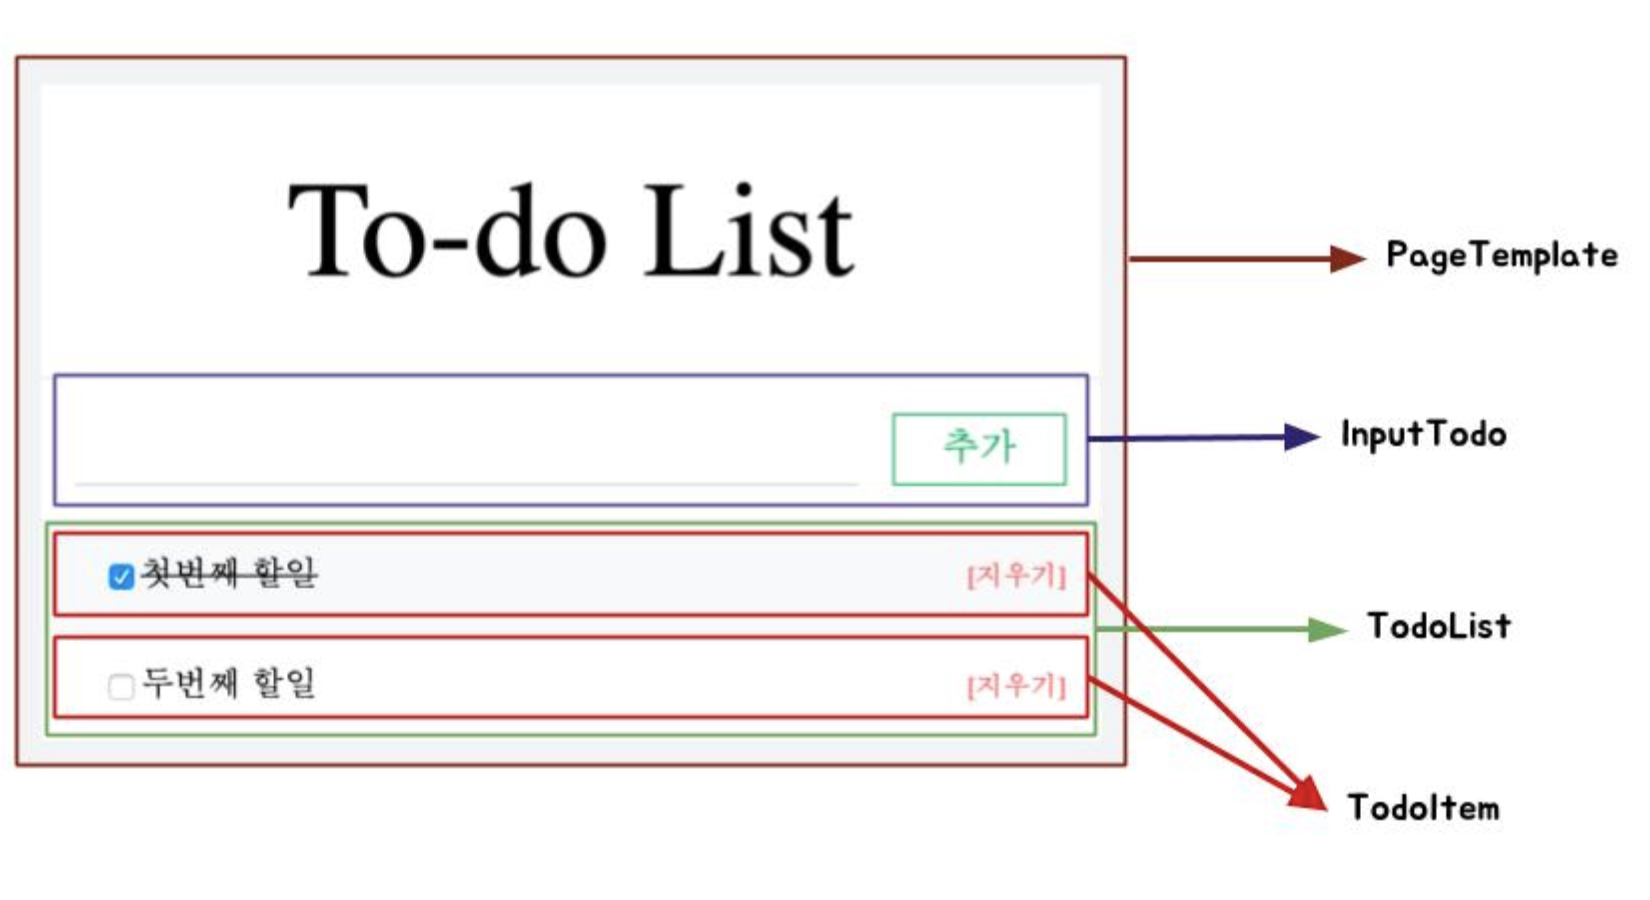 To-do List
PageTemplate
추가
InputTodo
첫번째 할일 [지우기]
TodoList
두번째 할일 [지우기]
TodoItem